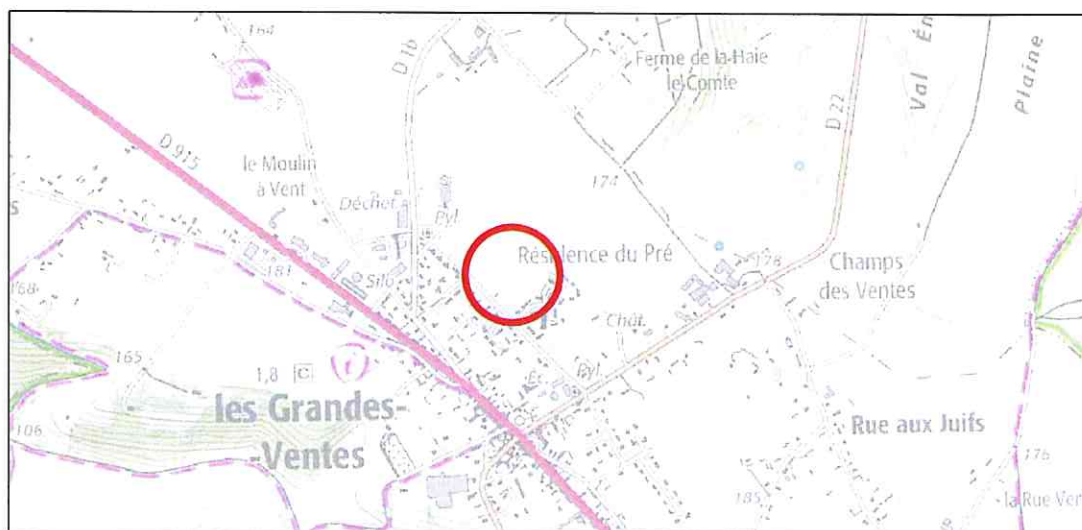 164
D 1b
Ferme de la Haie
le Comte
D 22
Val
Plaine
D 915
le Moulin
à Vent
Déchet.
Pyl.
174
s
181
Silo
Résidence du Pré
178
Champs
des Ventes
168
Chât.
165
1,8
C
Pyl.
les Grandes-
-Ventes
Rue aux Juifs
106
176
185
la Rue Ver